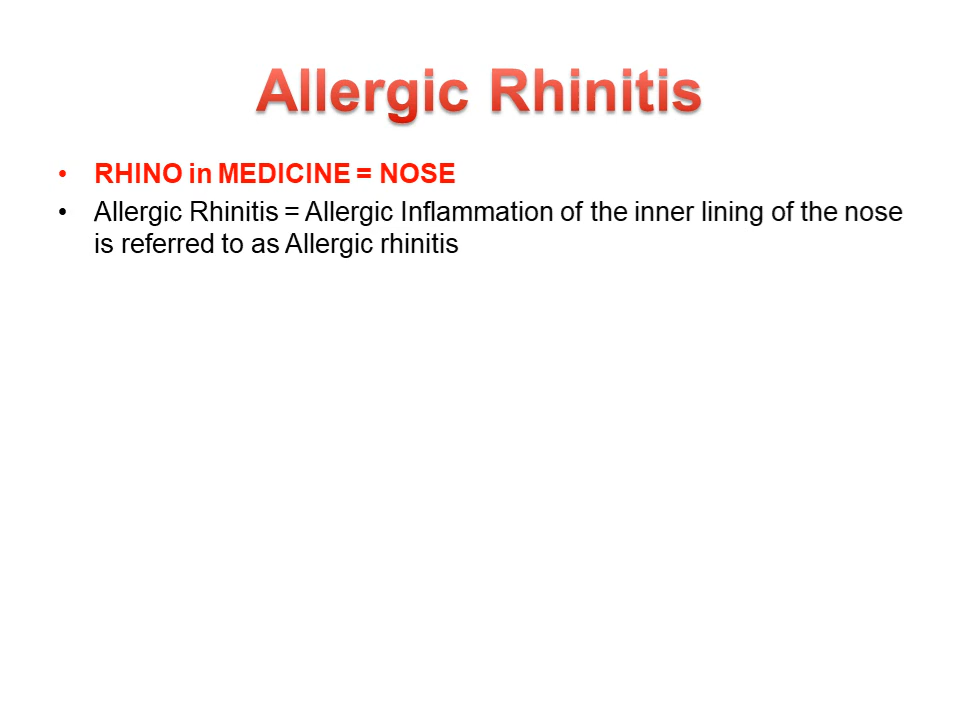 Allergic Rhinitis
• RHINO in MEDICINE = NOSE
• Allergic Rhinitis = Allergic Inflammation of the inner lining of the nose
is referred to as Allergic rhinitis